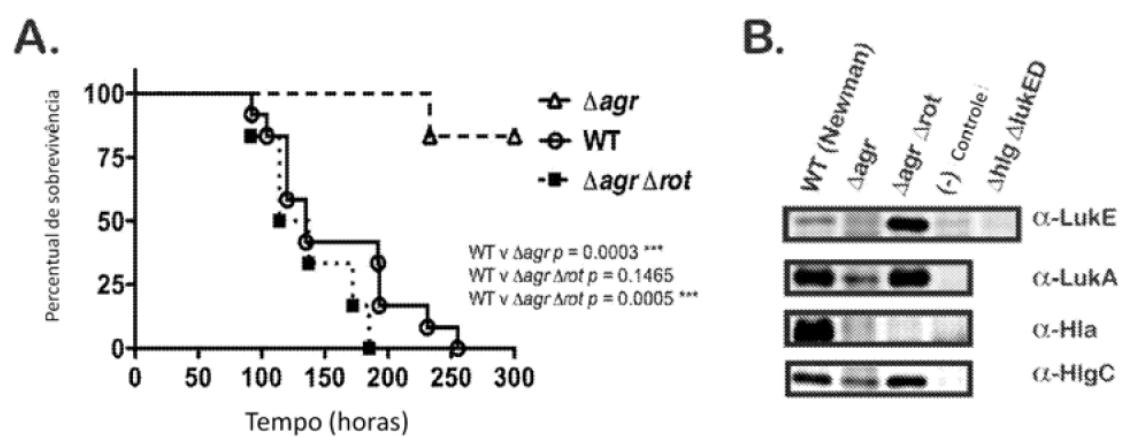 A.
Percentual de sobrevivência
100
75
50
25
0
0 50 100 150 200 250 300
Tempo (horas)
Δagr
WT
Δagr Δrot
WT v Δagr p = 0.0003 ***
WT v Δagr Δrot p = 0.1465
WT v Δagr Δrot p = 0.0005 ***
B.
WT (Newman)
Δagr
Δagr Δrot
(-) Controle
Δhlg ΔlukED
α-LukE
α-LukA
α-Hla
α-HlgC